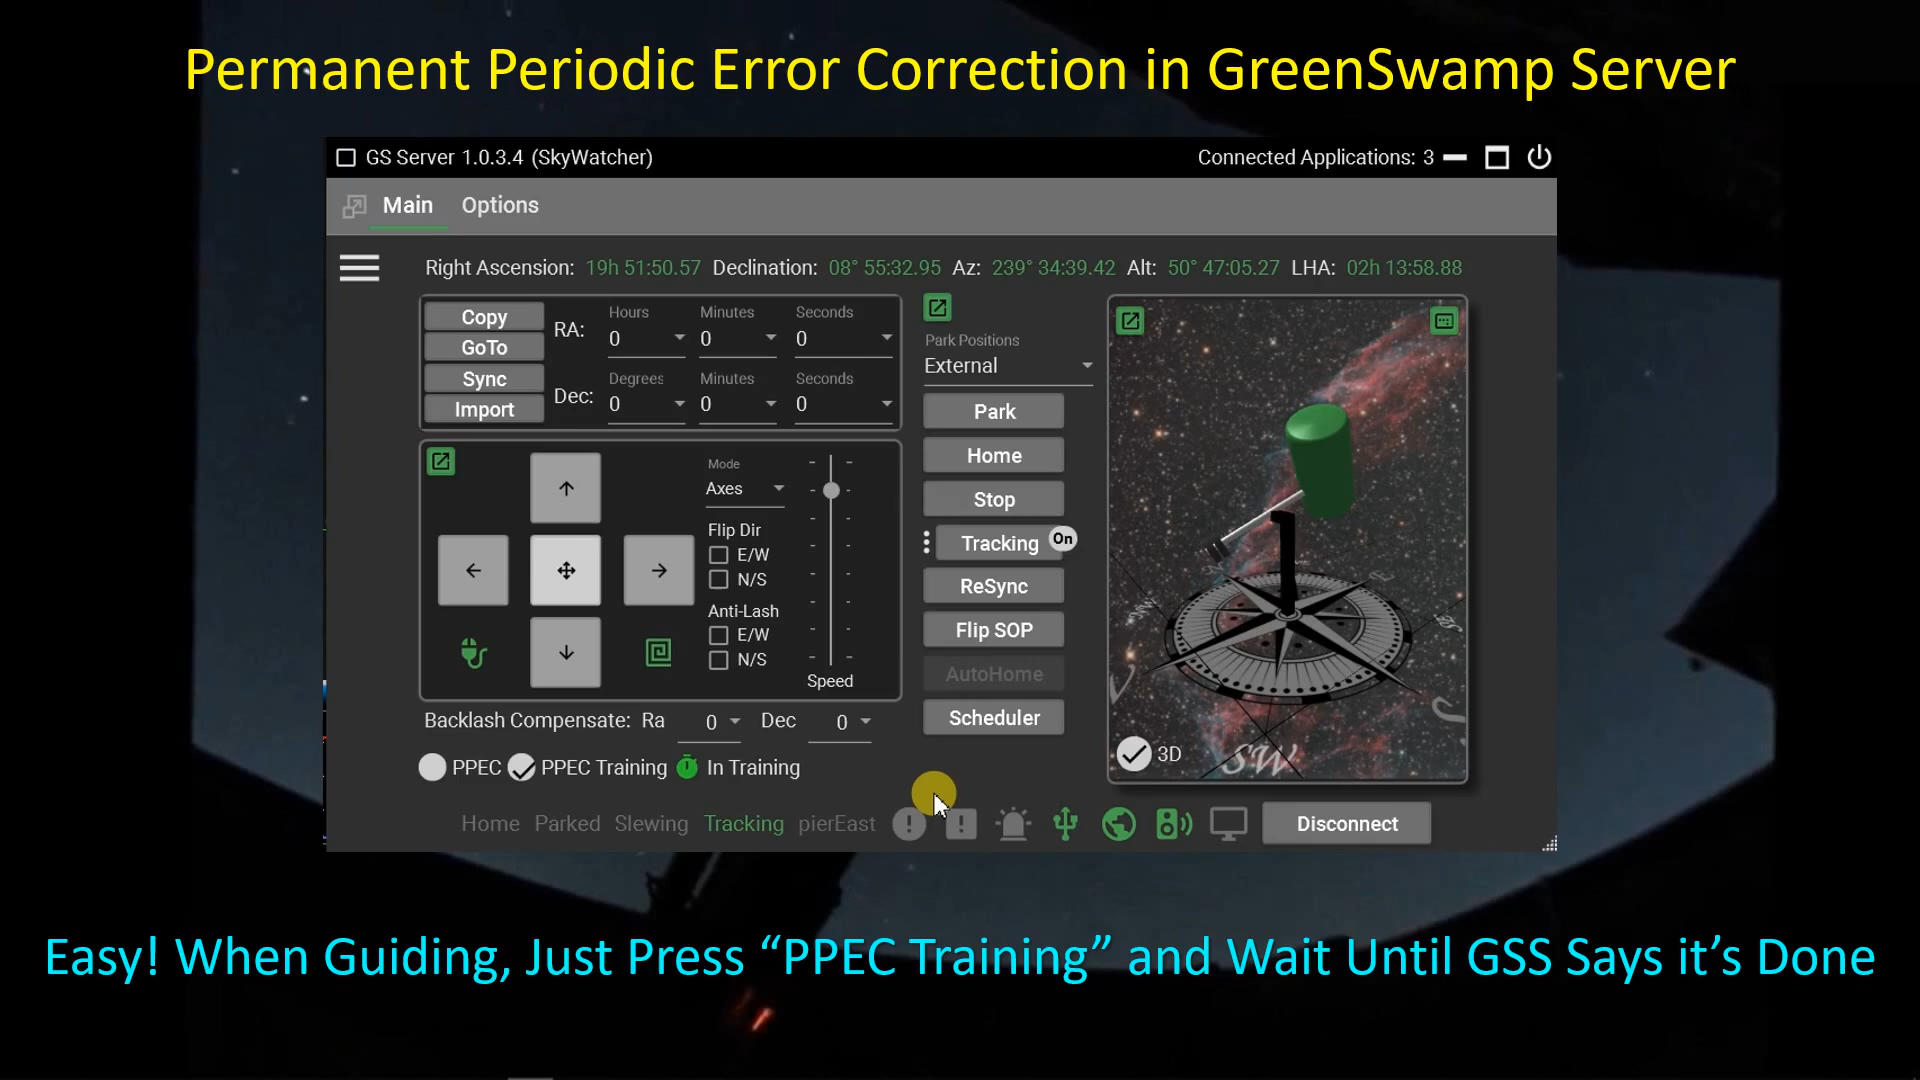 Permanent Periodic Error Correction in GreenSwamp Server
GS Server 1.0.3.4 (SkyWatcher)
Connected Applications: 3
Main
Options
Right Ascension: 19h 51:50.57 Declination: 08° 55:32.95 Az: 239° 34:39.42 Alt: 50° 47:05.27 LHA: 02h 13:58.88
Copy
GoTo
Sync
Import
RA:
Hours
0
Minutes
0
Seconds
0
Dec:
Degrees
0
Minutes
0
Seconds
0
Mode
Axes
Flip Dir
E/W
N/S
Anti-Lash
E/W
N/S
Speed
Backlash Compensate: Ra 0 Dec 0
PPEC
PPEC Training
In Training
Park Positions
External
Park
Home
Stop
Tracking On
ReSync
Flip SOP
AutoHome
Scheduler
SW
S
3D
Home
Parked
Slewing
Tracking
pierEast
Disconnect
Easy! When Guiding, Just Press “PPEC Training” and Wait Until GSS Says it’s Done